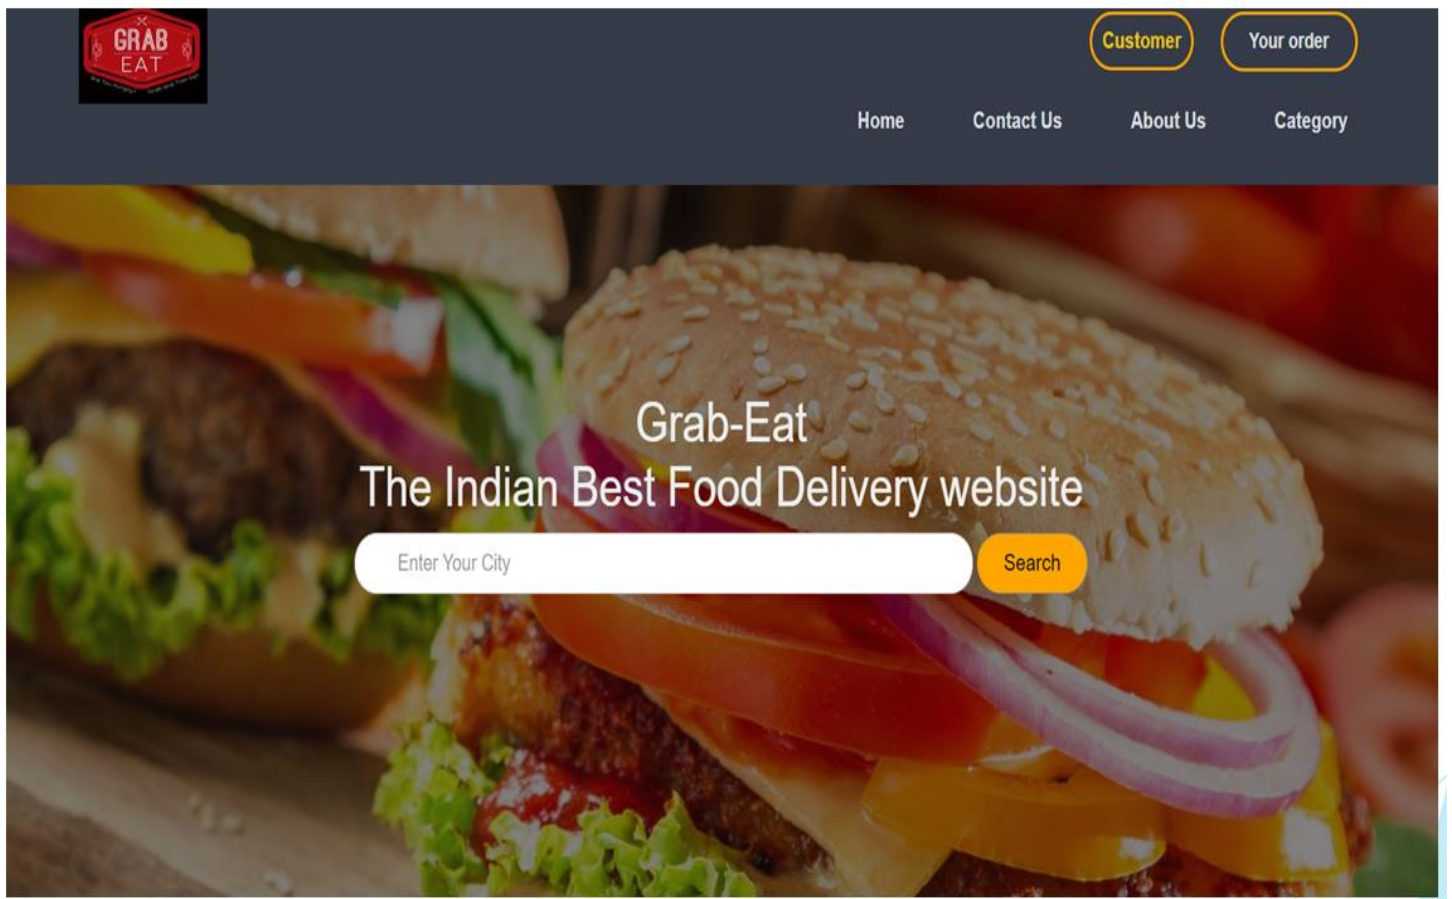 GRAB
EAT
Customer
Your order
Home
Contact Us
About Us
Category
Grab-Eat
The Indian Best Food Delivery website
Enter Your City
Search